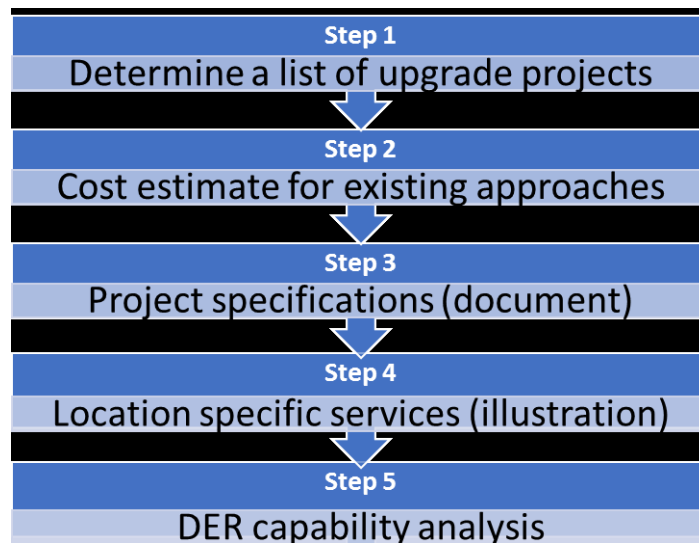 Step 1
Determine a list of upgrade projects
Step 2
Cost estimate for existing approaches
Step 3
Project specifications (document)
Step 4
Location specific services (illustration)
Step 5
DER capability analysis